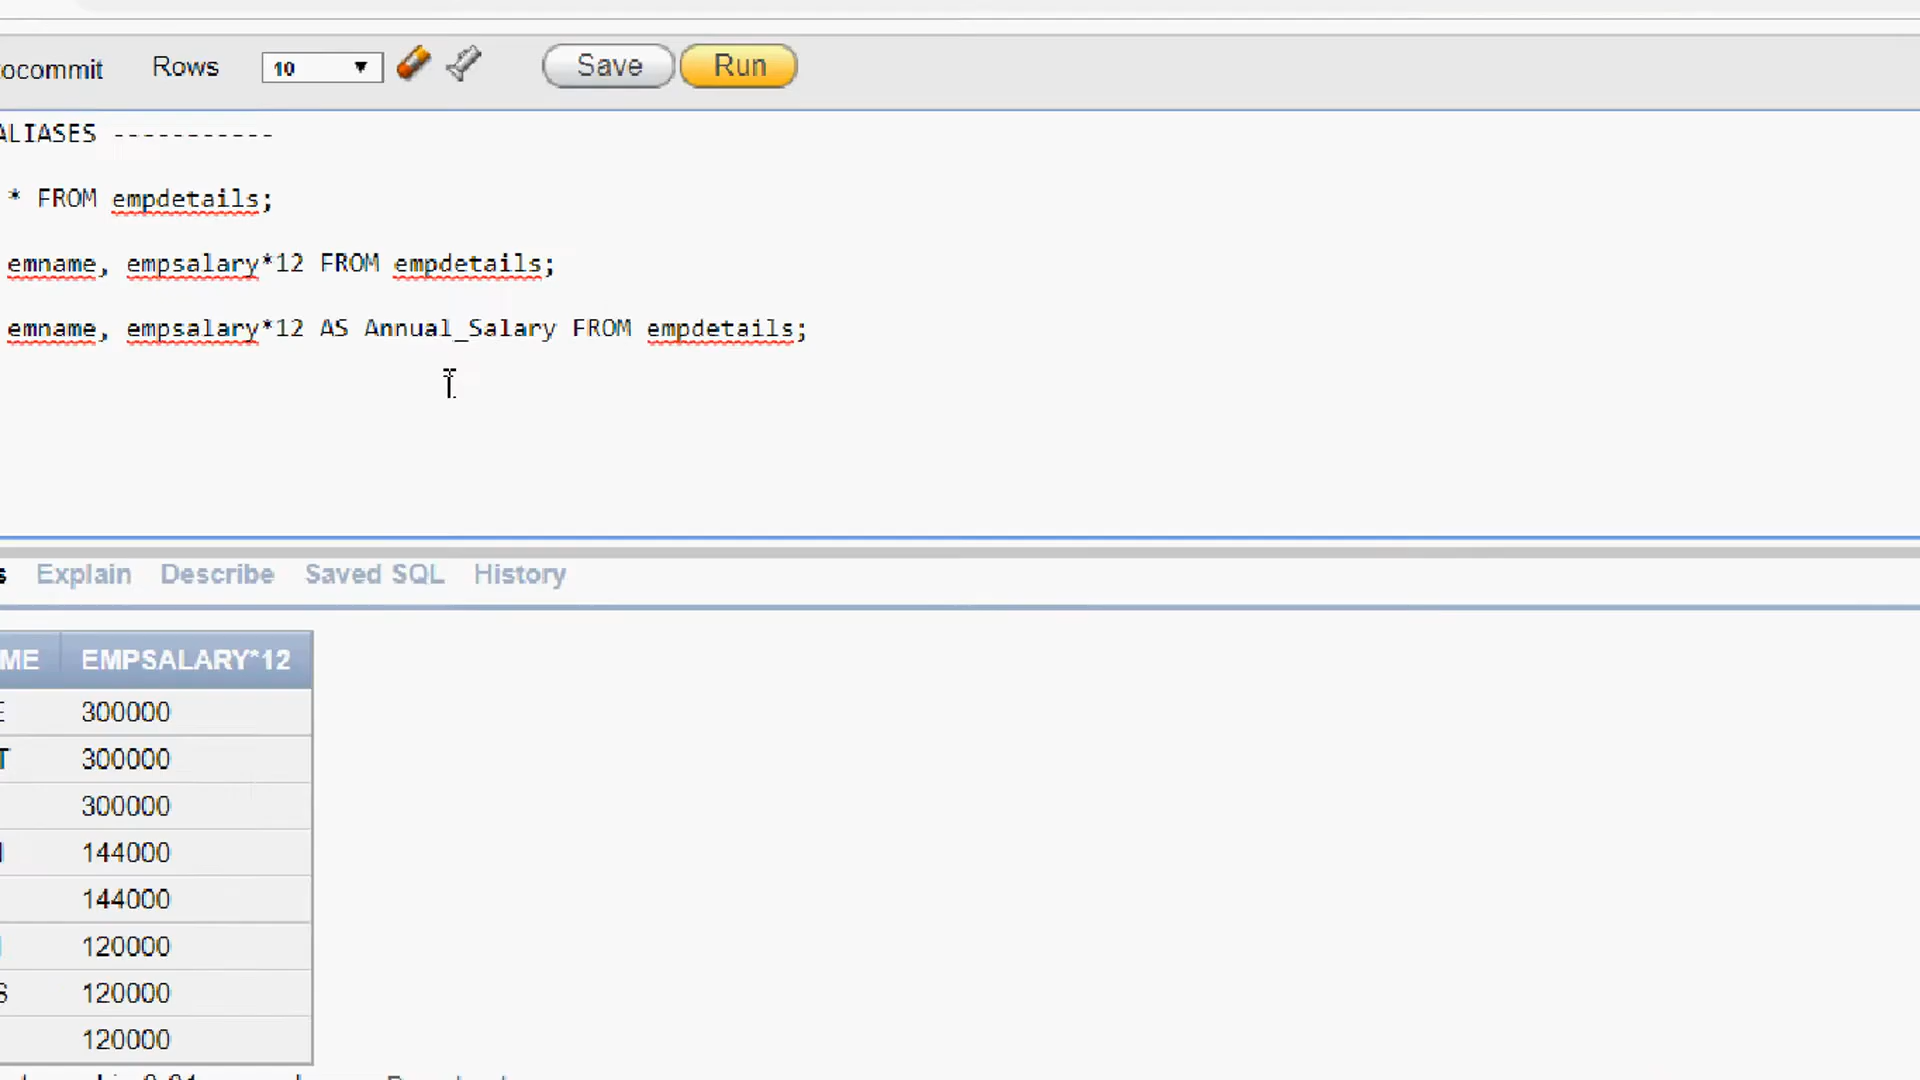 ocommit Rows 10 Save Run
ALIASES -----------
* FROM empdetails;
emname, empsalary*12 FROM empdetails;
emname, empsalary*12 AS Annual_Salary FROM empdetails;
s Explain Describe Saved SQL History
ME EMPSALARY*12
E 300000
T 300000
300000
144000
144000
120000
S 120000
120000